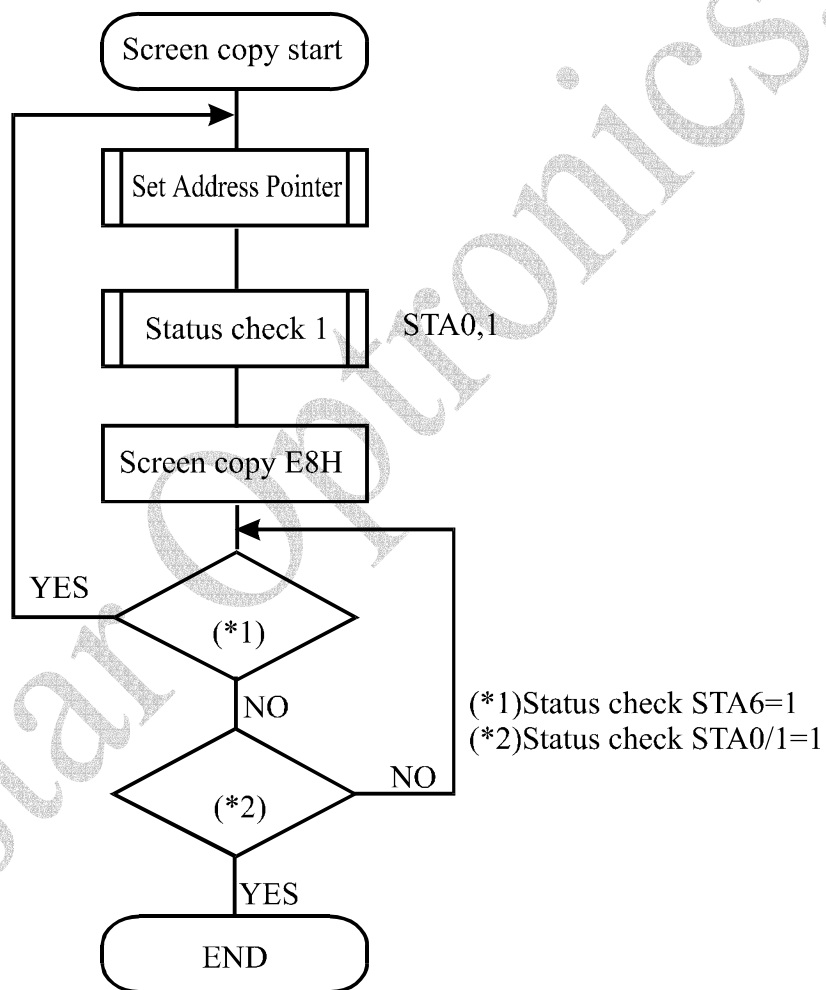 Screen copy start
Set Address Pointer
Status check 1
STA0,1
Screen copy E8H
YES
(*1)
NO
(*1)Status check STA6=1
(*2)Status check STA0/1=1
NO
(*2)
YES
END